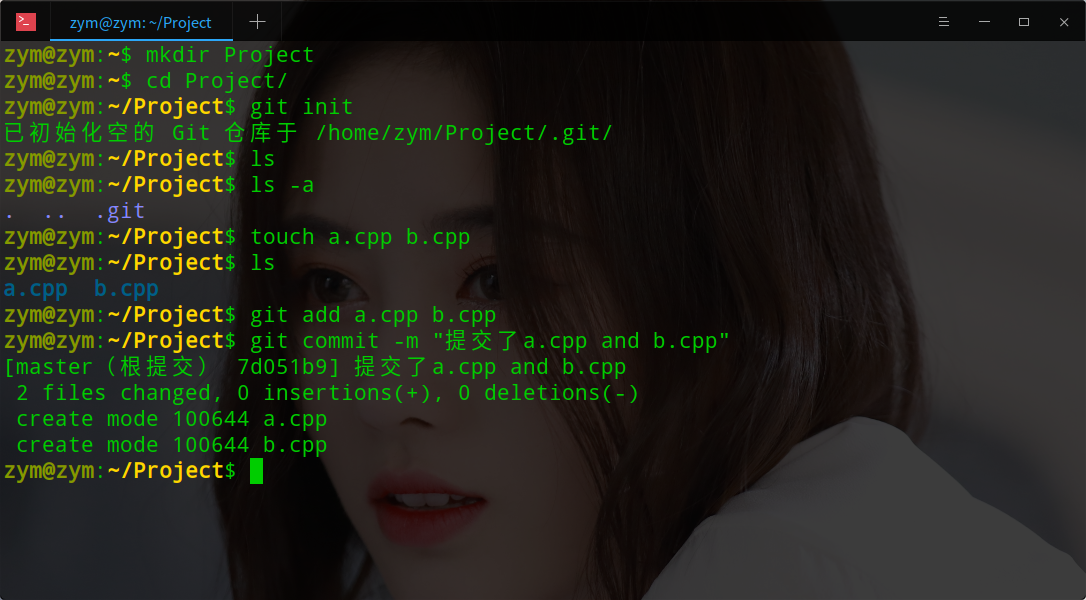 zym@zym:~/Project
zym@zym:~$ mkdir Project
zym@zym:~$ cd Project/
zym@zym:~/Project$ git init
已初始化空的 Git 仓库于 /home/zym/Project/.git/
zym@zym:~/Project$ ls
zym@zym:~/Project$ ls -a
.  ..  .git
zym@zym:~/Project$ touch a.cpp b.cpp
zym@zym:~/Project$ ls
a.cpp  b.cpp
zym@zym:~/Project$ git add a.cpp b.cpp
zym@zym:~/Project$ git commit -m "提交了a.cpp and b.cpp"
[master（根提交） 7d051b9] 提交了a.cpp and b.cpp
 2 files changed, 0 insertions(+), 0 deletions(-)
 create mode 100644 a.cpp
 create mode 100644 b.cpp
zym@zym:~/Project$